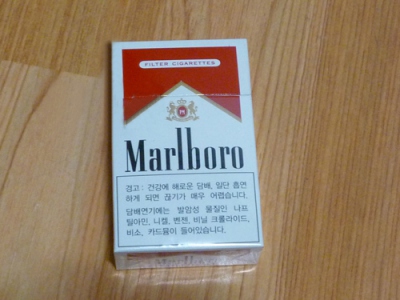 FILTER CIGARETTES
Marlboro
경고 : 건강에 해로운 담배, 일단 흡연
하게 되면 끊기가 매우 어렵습니다.
담배연기에는 발암성 물질인 나프
틸아민, 니켈, 벤젠, 비닐 크롤라이드,
비소, 카드뮴이 들어있습니다.